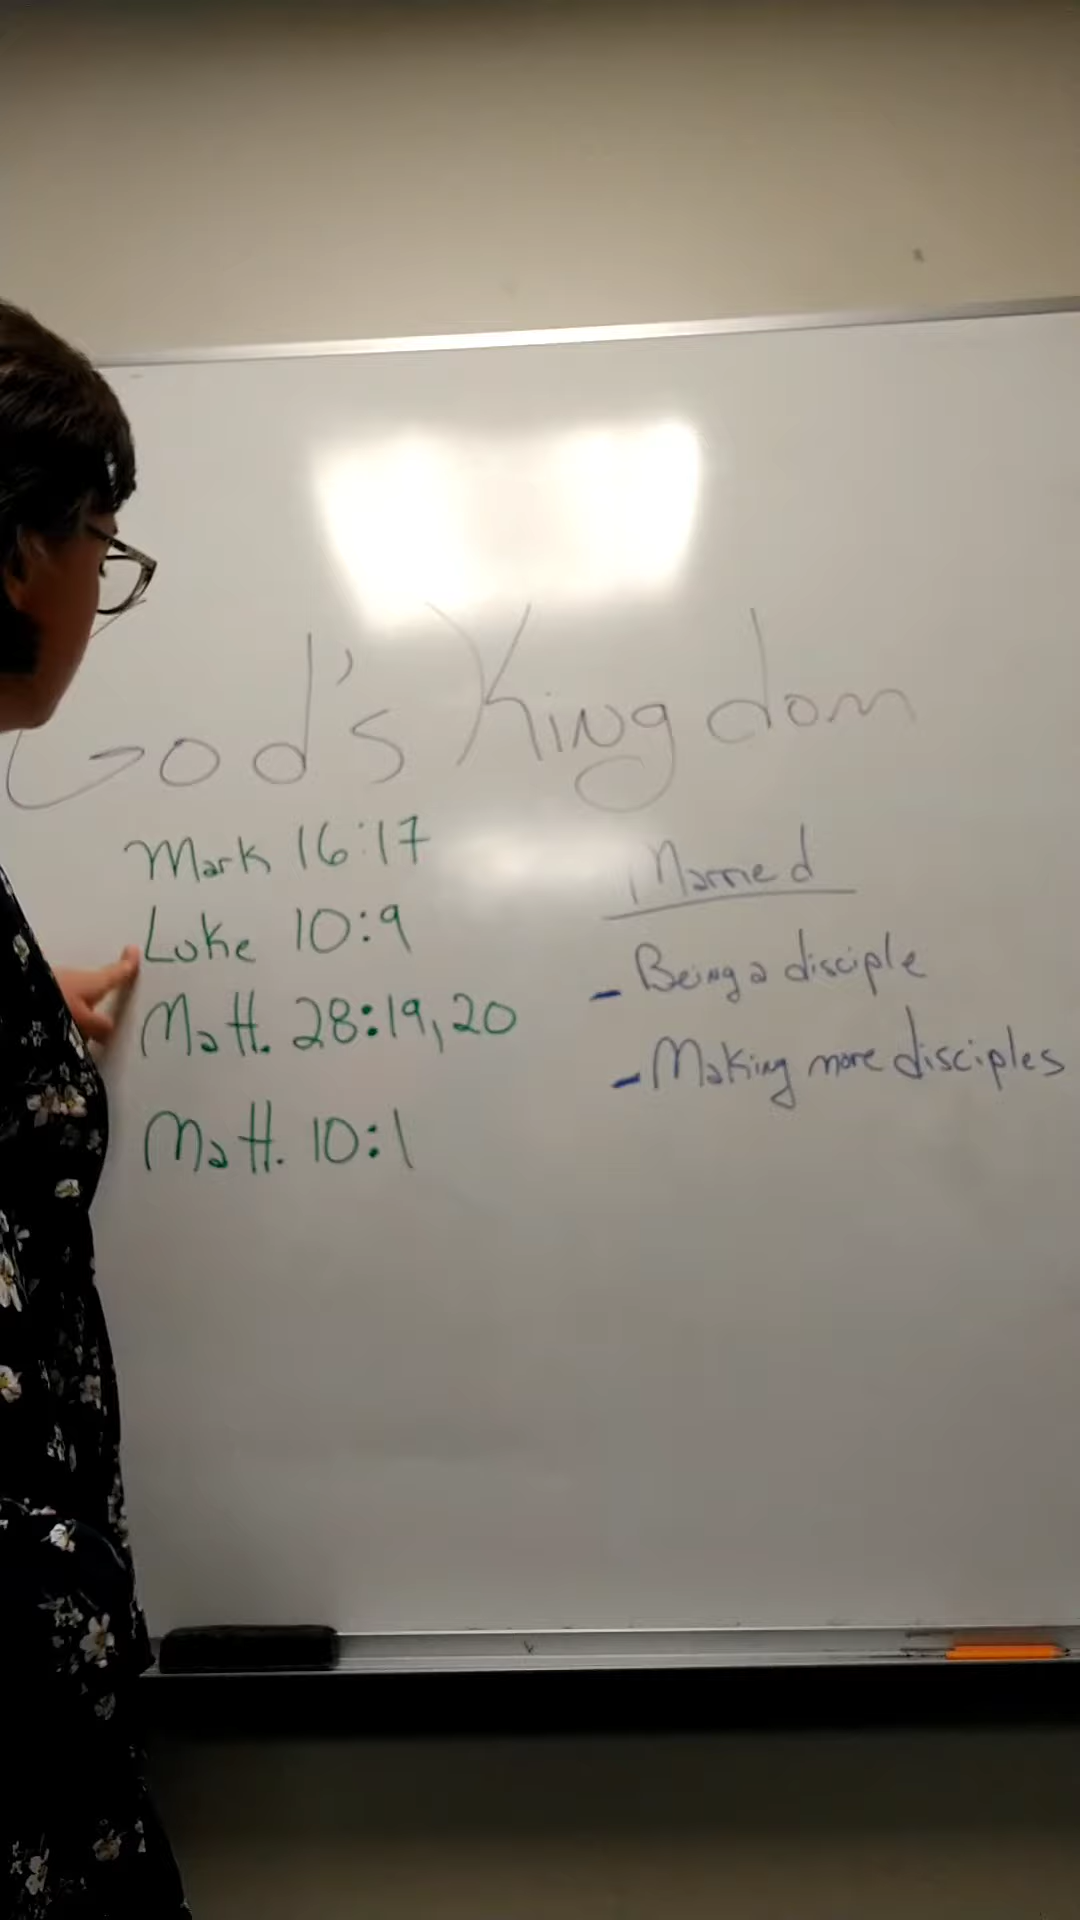 God's Kingdom
Mark 16:17
Luke 10:9
Matt. 28:19,20
Matt. 10:1
Married
- Being a disciple
- Making more disciples